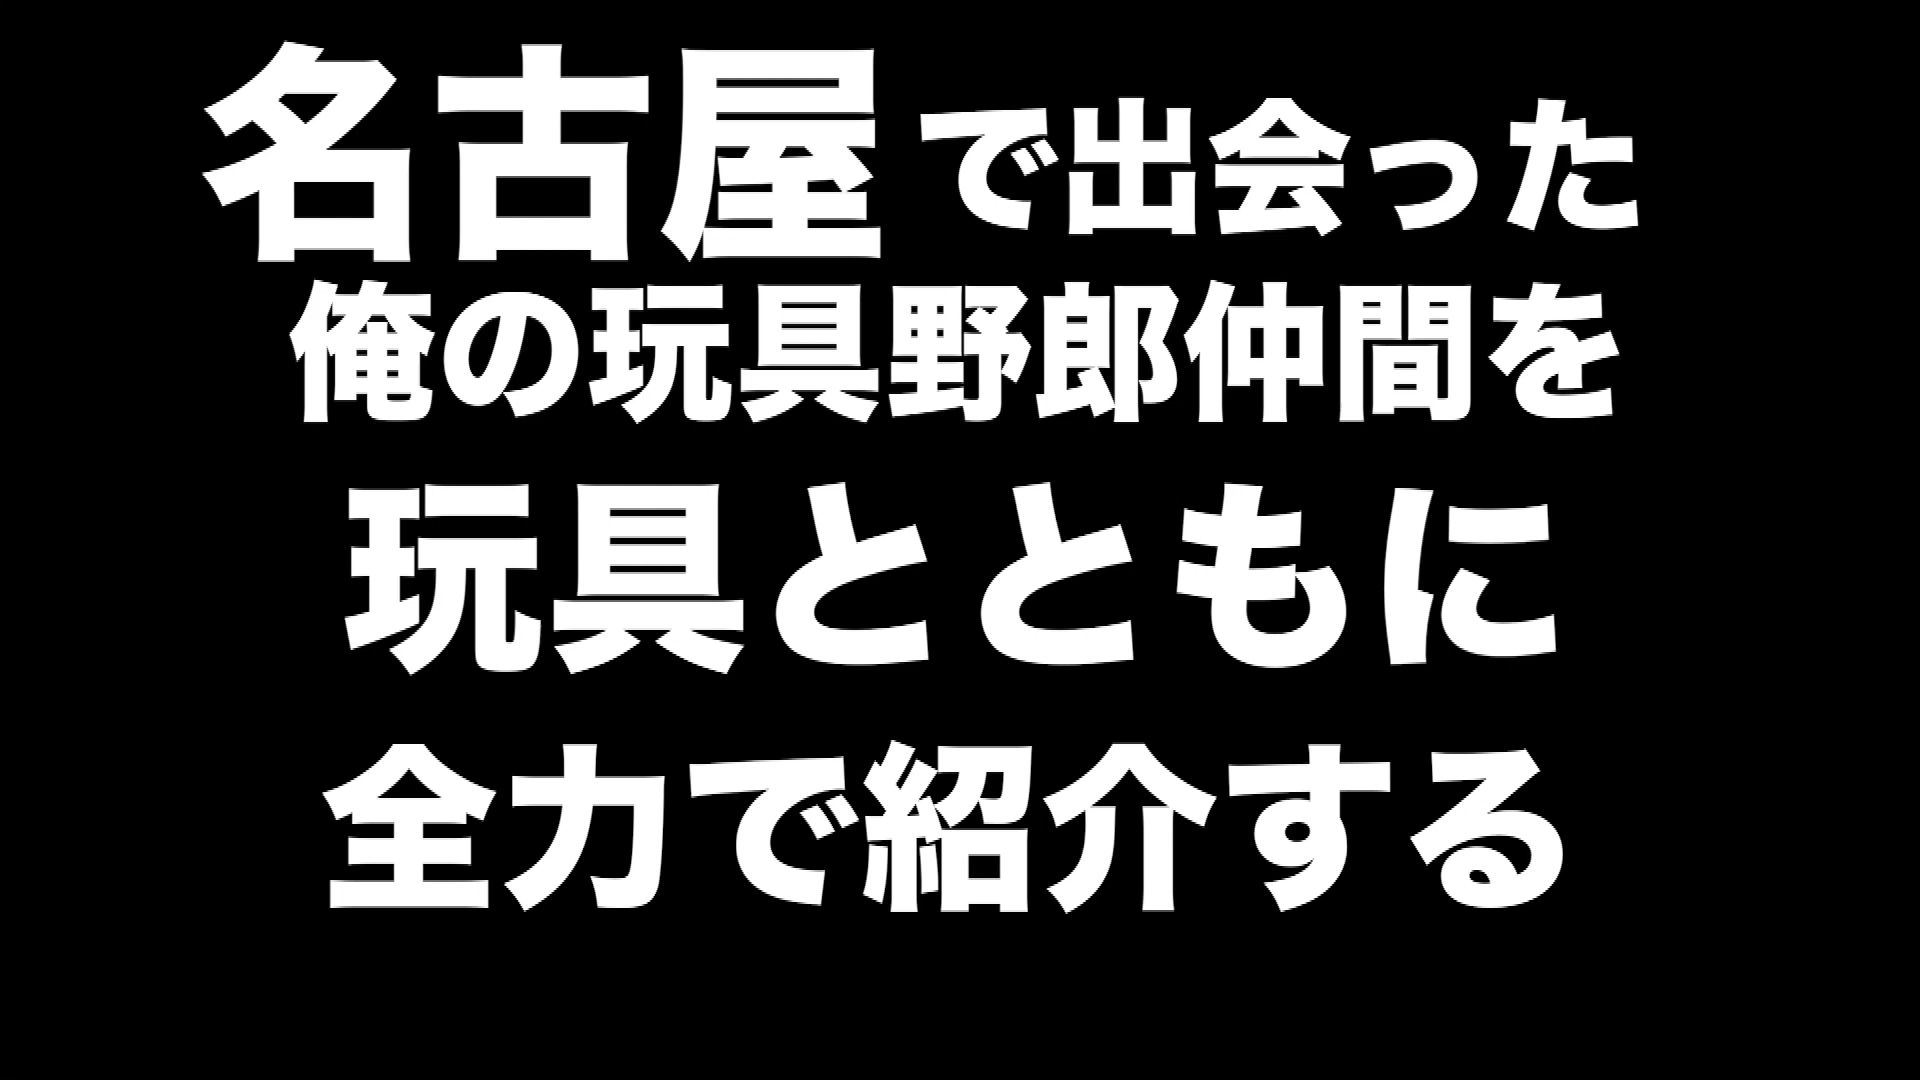 名古屋で出会った
俺の玩具野郎仲間を
玩具とともに
全力で紹介する